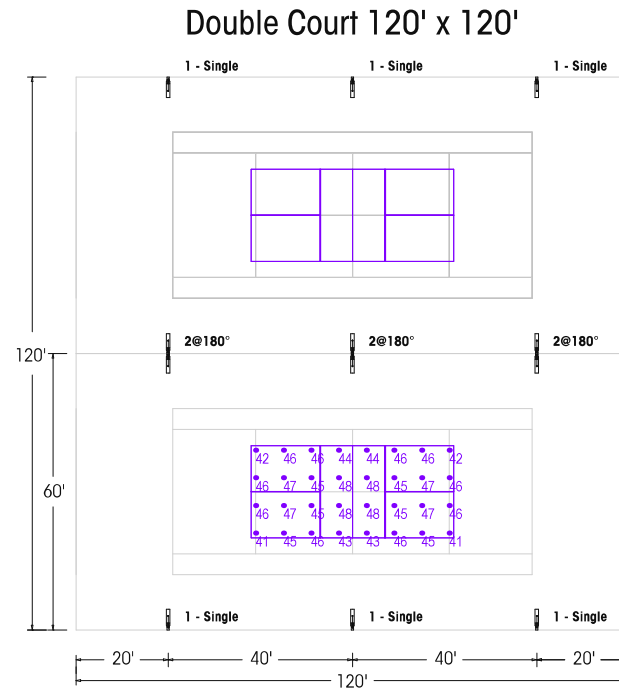 Double Court 120' x 120'
1 - Single 1 - Single 1 - Single
2@180° 2@180° 2@180°
120'
42 46 46 44 44 46 46 42
46 47 45 48 48 45 47 46
60'
46 47 45 48 48 45 47 46
41 45 46 43 43 46 45 41
1 - Single 1 - Single 1 - Single
20' 40' 40' 20'
120'